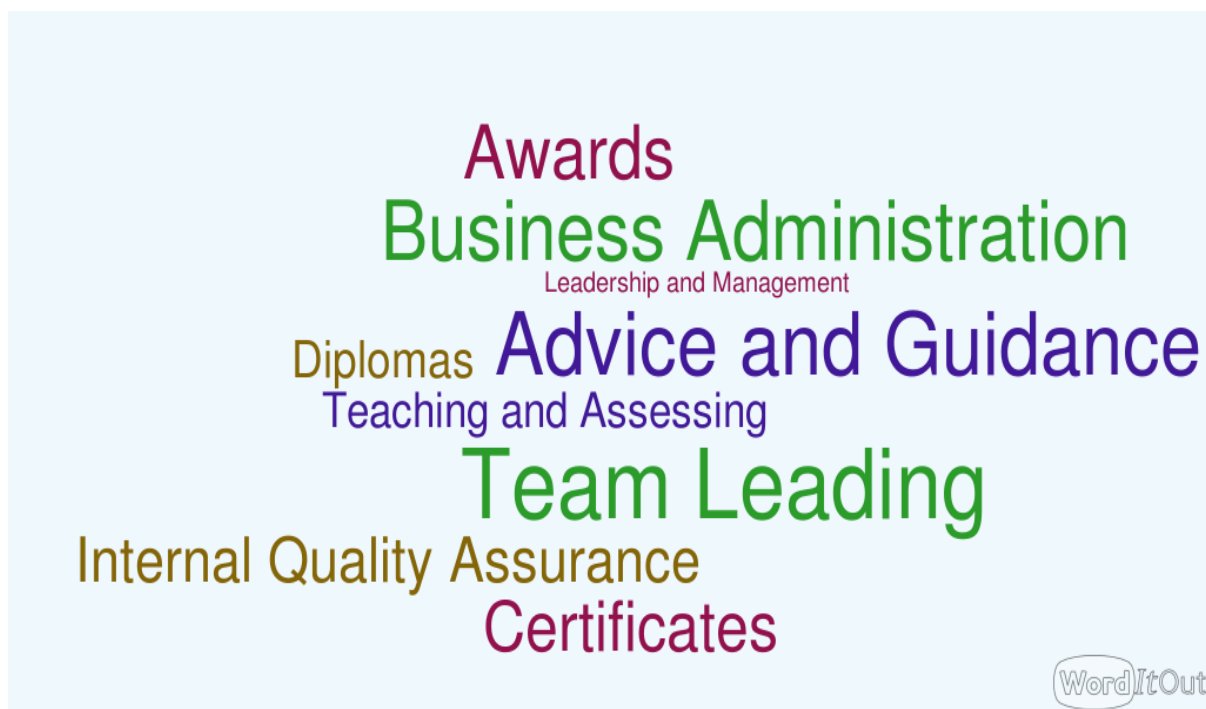 Awards
Business Administration
Leadership and Management
Diplomas Advice and Guidance
Teaching and Assessing
Team Leading
Internal Quality Assurance
Certificates
WordItOut